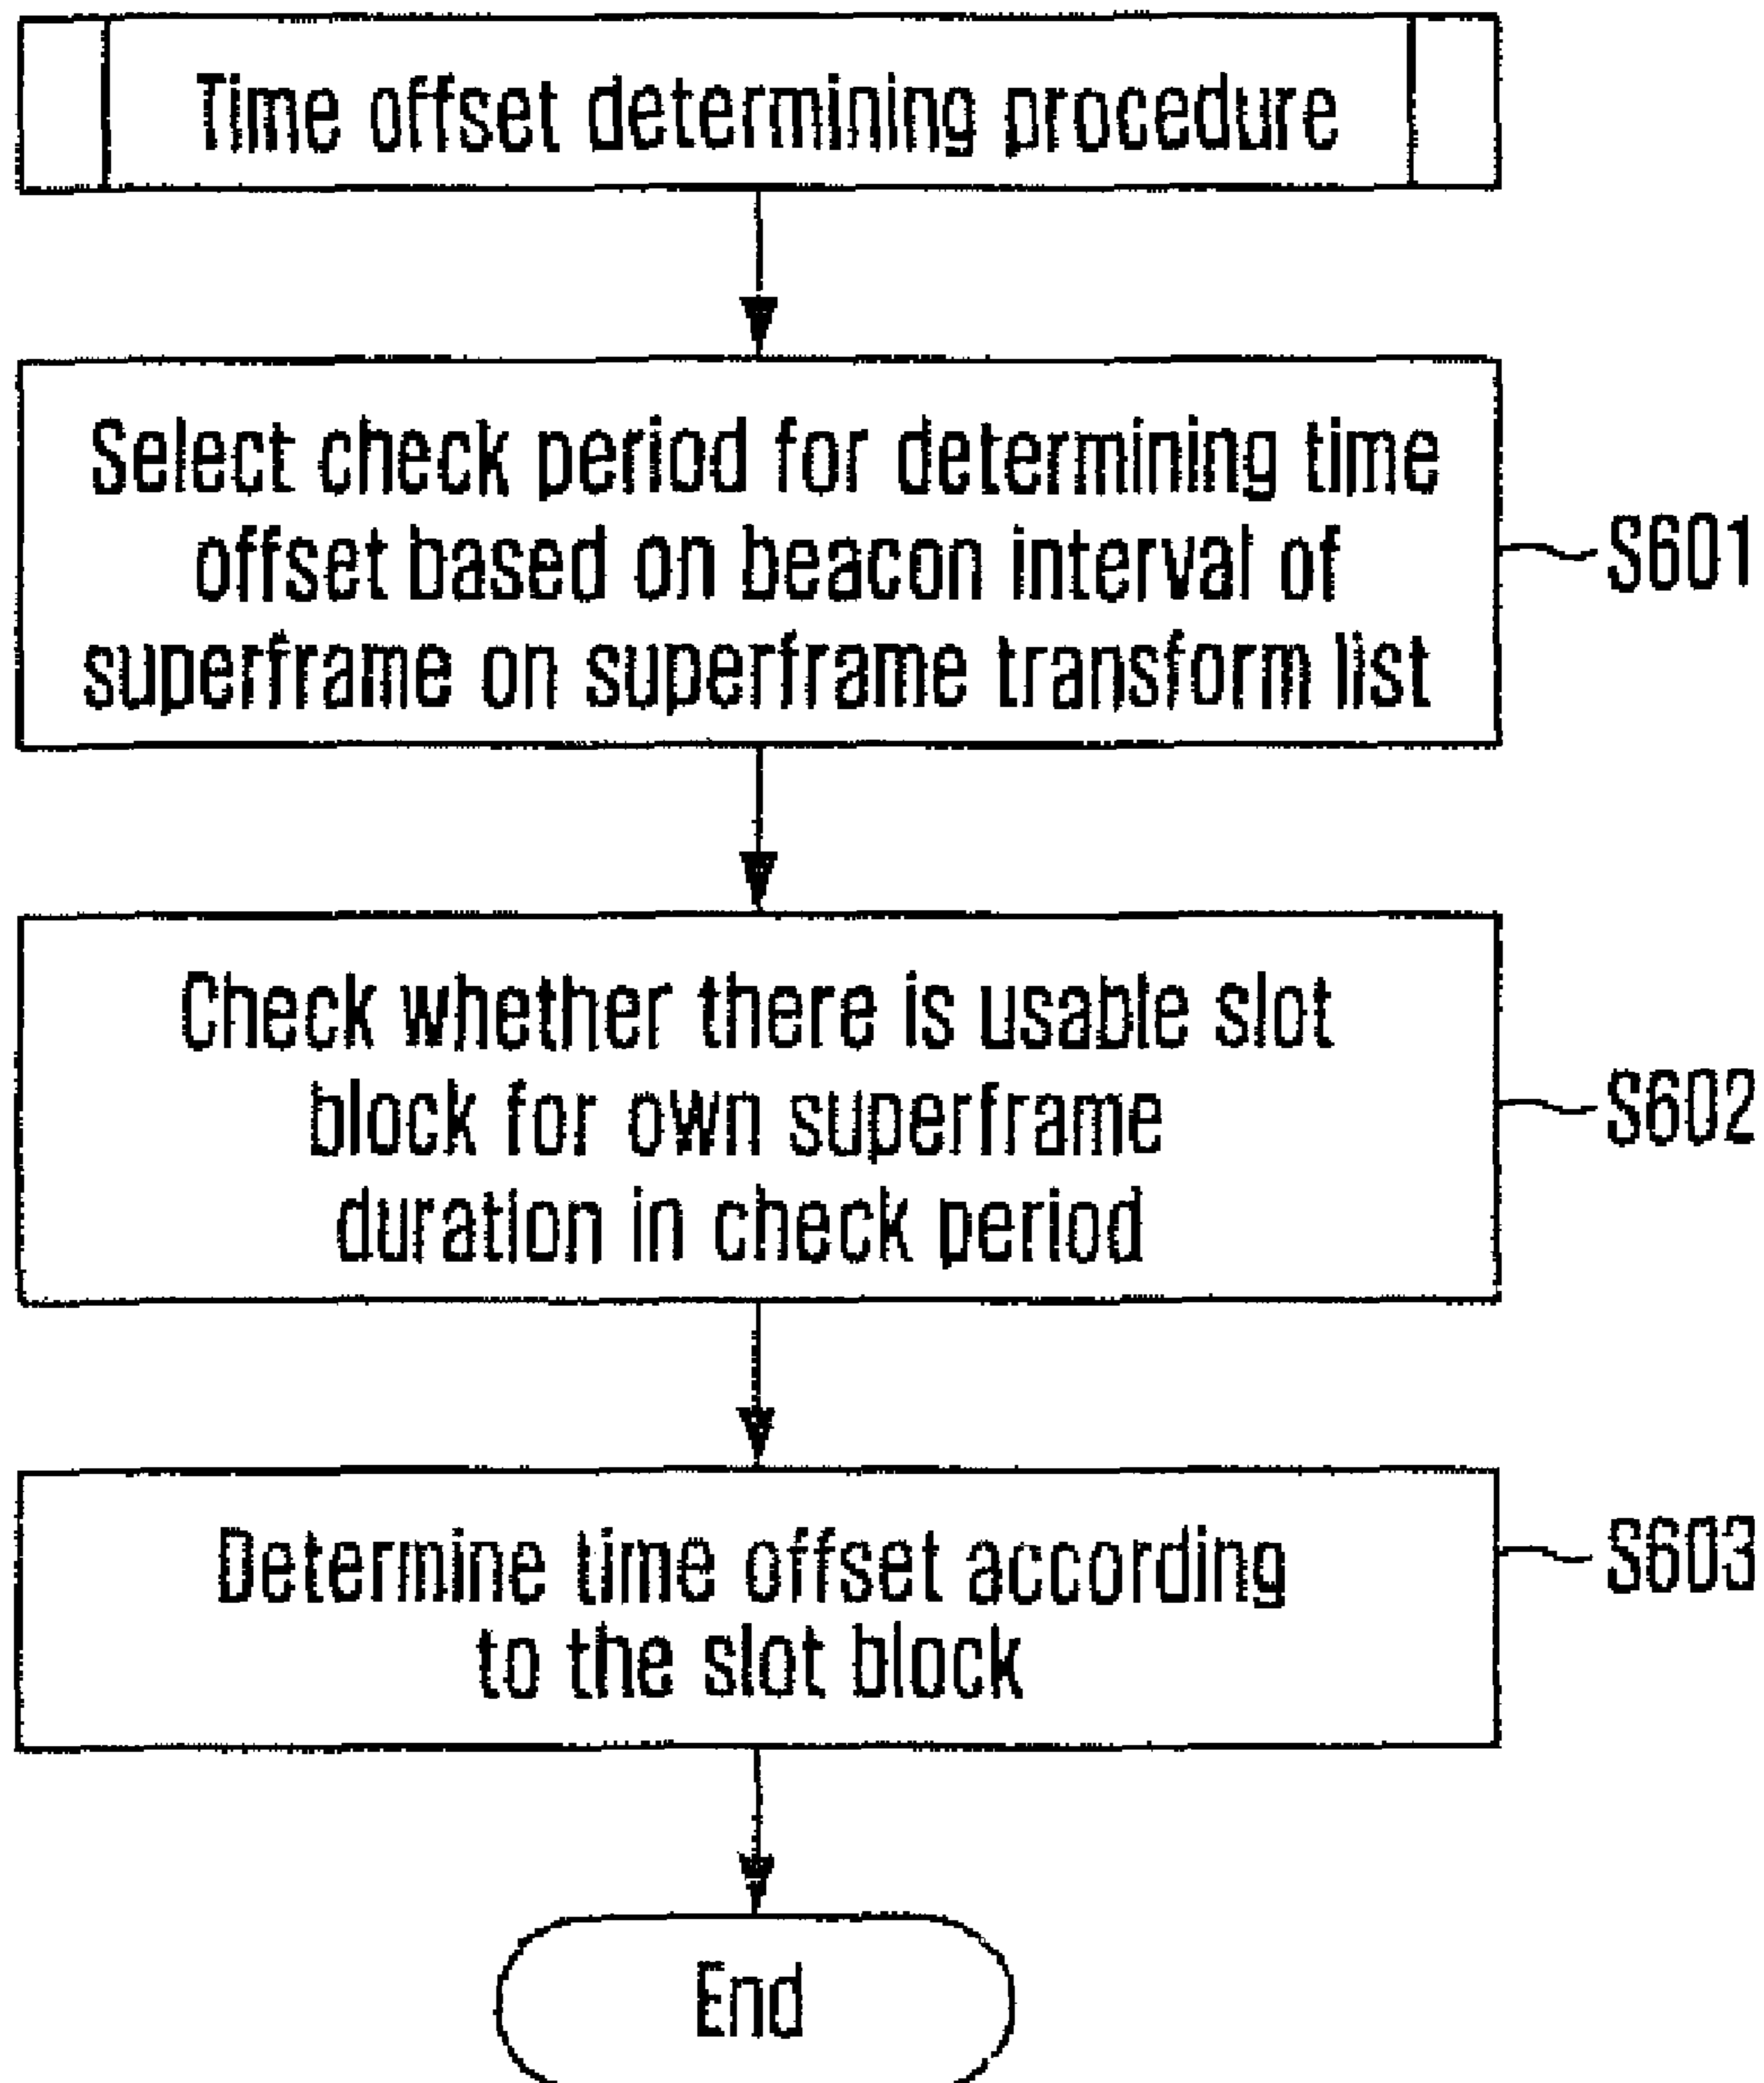 Time offset determining procedure
Select check period for determining time
offset based on beacon interval of
superframe on superframe transform list
S601
Check whether there is usable slot
block for own superframe
duration in check period
S602
Determine time offset according
to the slot block
S603
End